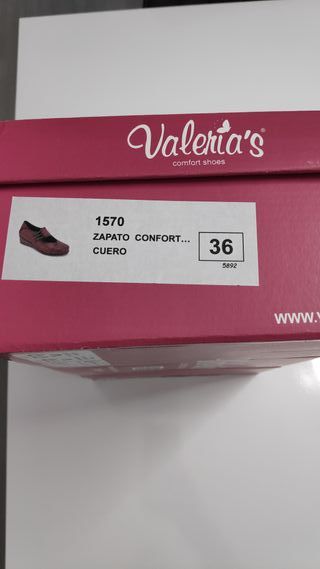 Valeria's®
comfort shoes
1570
ZAPATO CONFORT...
CUERO
36
5892
www.